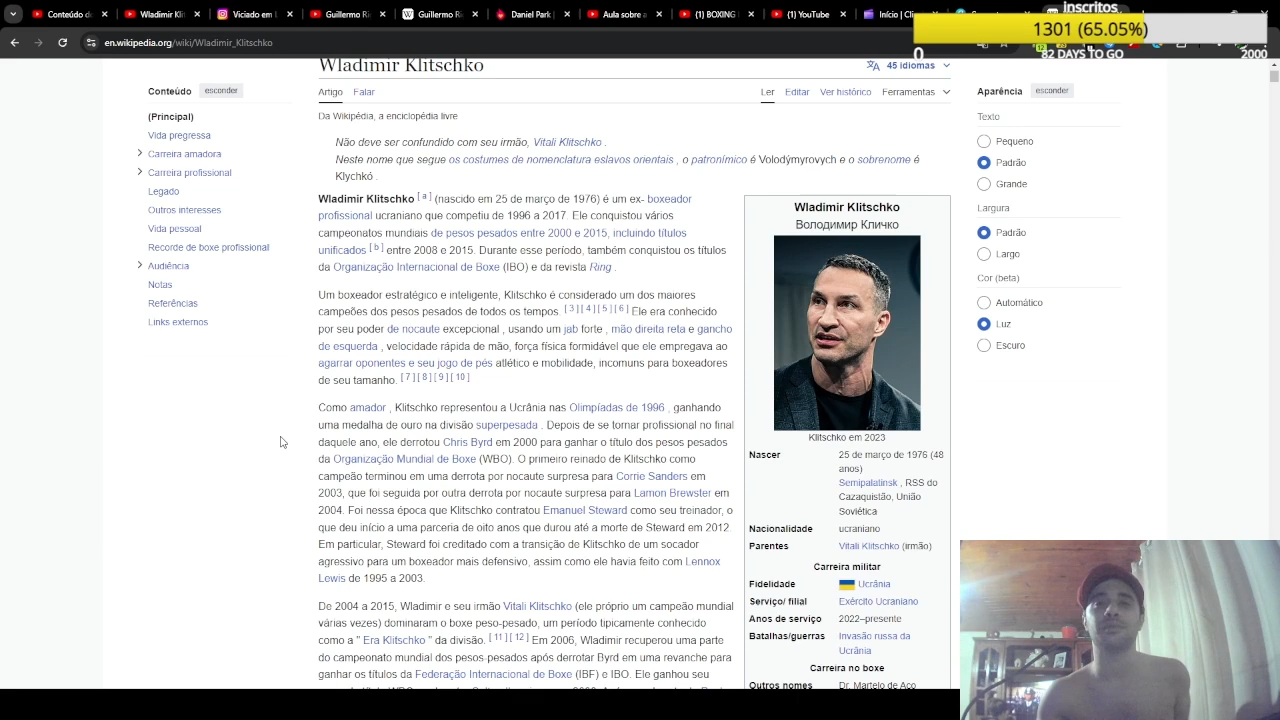 Conteúdo de
Wladimir Klit
Viciado em
Guillermo R
Guillermo Ri
Daniel Park
Aula sobre
(1) BOXING
(1) YouTube
Início | Cl
inscritos
en.wikipedia.org/wiki/Wladimir_Klitschko
1301 (65.05%)
0
82 DAYS TO GO
2000
Wladimir Klitschko
45 idiomas
Conteúdo
esconder
Artigo
Falar
Ler
Editar
Ver histórico
Ferramentas
Aparência
esconder
(Principal)
Vida pregressa
Carreira amadora
Carreira profissional
Legado
Outros interesses
Vida pessoal
Recorde de boxe profissional
Audiência
Notas
Referências
Links externos
Da Wikipédia, a enciclopédia livre
Não deve ser confundido com seu irmão, Vitali Klitschko .
Neste nome que segue os costumes de nomenclatura eslavos orientais , o patronímico é Volodýmyrovych e o sobrenome é
Klychkó .
Wladimir Klitschko [ a ] (nascido em 25 de março de 1976) é um ex- boxeador
profissional ucraniano que competiu de 1996 a 2017. Ele conquistou vários
campeonatos mundiais de pesos pesados entre 2000 e 2015, incluindo títulos
unificados [ b ] entre 2008 e 2015. Durante esse período, também conquistou os títulos
da Organização Internacional de Boxe (IBO) e da revista Ring .
Um boxeador estratégico e inteligente, Klitschko é considerado um dos maiores
campeões dos pesos pesados de todos os tempos. [ 3 ] [ 4 ] [ 5 ] [ 6 ] Ele era conhecido
por seu poder de nocaute excepcional , usando um jab forte , mão direita reta e gancho
de esquerda , velocidade rápida de mão, força física formidável que ele empregava ao
agarrar oponentes e seu jogo de pés atlético e mobilidade, incomuns para boxeadores
de seu tamanho. [ 7 ] [ 8 ] [ 9 ] [ 10 ]
Como amador , Klitschko representou a Ucrânia nas Olimpíadas de 1996 , ganhando
uma medalha de ouro na divisão superpesada . Depois de se tornar profissional no final
daquele ano, ele derrotou Chris Byrd em 2000 para ganhar o título dos pesos pesados
da Organização Mundial de Boxe (WBO). O primeiro reinado de Klitschko como
campeão terminou em uma derrota por nocaute surpresa para Corrie Sanders em
2003, que foi seguida por outra derrota por nocaute surpresa para Lamon Brewster em
2004. Foi nessa época que Klitschko contratou Emanuel Steward como seu treinador, o
que deu início a uma parceria de oito anos que durou até a morte de Steward em 2012.
Em particular, Steward foi creditado com a transição de Klitschko de um socador
agressivo para um boxeador mais defensivo, assim como ele havia feito com Lennox
Lewis de 1995 a 2003.
De 2004 a 2015, Wladimir e seu irmão Vitali Klitschko (ele próprio um campeão mundial
várias vezes) dominaram o boxe peso-pesado, um período tipicamente conhecido
como a " Era Klitschko " da divisão. [ 11 ] [ 12 ] Em 2006, Wladimir recuperou uma parte
do campeonato mundial dos pesos-pesados após derrotar Byrd em uma revanche para
ganhar os títulos da Federação Internacional de Boxe (IBF) e IBO. Ele ganhou seu
Wladimir Klitschko
Володимир Кличко
Klitschko em 2023
Nascer
25 de março de 1976 (48
anos)
Semipalatinsk , RSS do
Cazaquistão, União
Soviética
Nacionalidade
ucraniano
Parentes
Vitali Klitschko (irmão)
Carreira militar
Fidelidade
Ucrânia
Serviço/ filial
Exército Ucraniano
Anos de serviço
2022–presente
Batalhas/guerras
Invasão russa da
Ucrânia
Carreira no boxe
Outros nomes
Dr. Martelo de Aço
Texto
Pequeno
Padrão
Grande
Largura
Padrão
Largo
Cor (beta)
Automático
Luz
Escuro